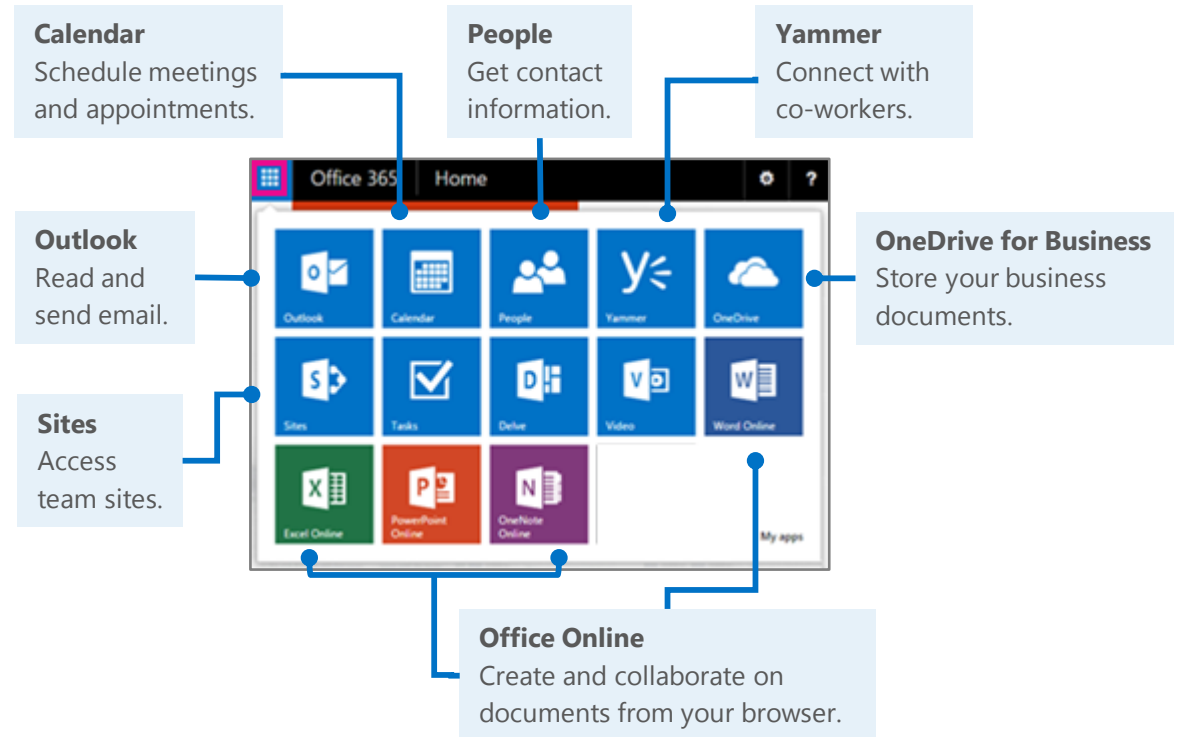 Calendar
Schedule meetings
and appointments.
People
Get contact
information.
Yammer
Connect with
co-workers.
Office 365
Home
?
Outlook
Read and
send email.
OneDrive for Business
Store your business
documents.
Sites
Access
team sites.
Outlook
Calendar
People
Yammer
OneDrive
Sites
Tasks
Delve
Video
Word Online
Excel Online
PowerPoint
Online
OneNote
Online
My apps
Office Online
Create and collaborate on
documents from your browser.